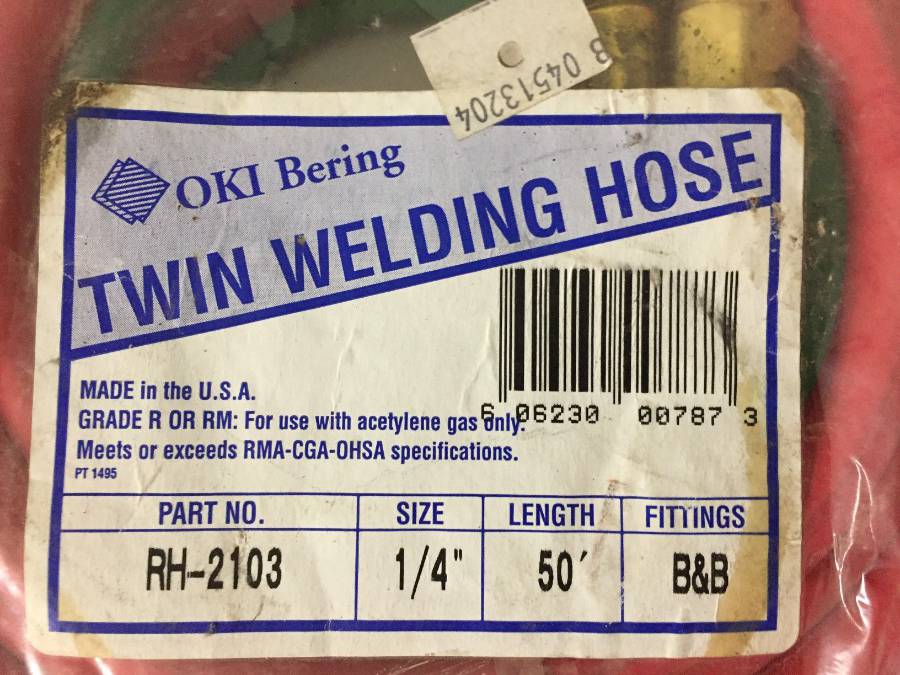 B 04513204
OKI Bering
TWIN WELDING HOSE
6 06230 00787 3
MADE in the U.S.A.
GRADE R OR RM: For use with acetylene gas only.
Meets or exceeds RMA-CGA-OHSA specifications.
PT 1495
PART NO. SIZE LENGTH FITTINGS
RH-2103 1/4" 50′ B&B